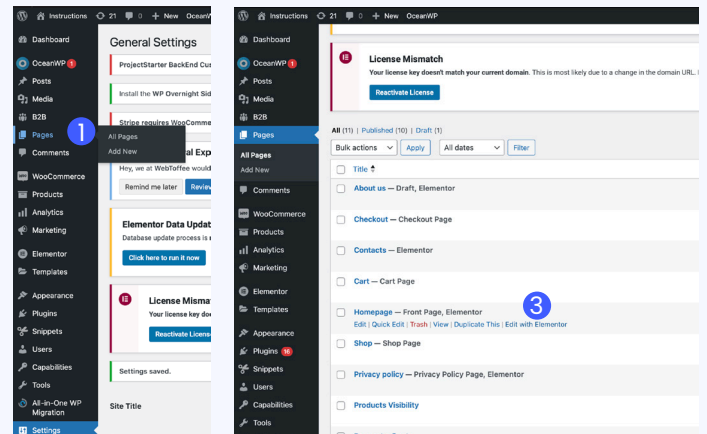 Instructions 21 0 + New OceanW
Dashboard
OceanWP 1
Posts
Media
B2B
Pages
1
All Pages
Add New
Comments
WooCommerce
Products
Analytics
Marketing
Elementor
Templates
Appearance
Plugins
Snippets
Users
Capabilities
Tools
All-in-One WP
Migration
Settings
General Settings
ProjectStarter BackEnd Cus
Install the WP Overnight Sid
Stripe requires WooComme
al Exp
Hey, we at WebToffee would
Remind me later Review
Elementor Data Updat
Database update process is
Click here to run it now
License Misma
Your license key doe
Reactivate License
Settings saved.
Site Title
Instructions 21 0 + New OceanWP
Dashboard
OceanWP 1
Posts
Media
B2B
Pages
All Pages
Add New
Comments
WooCommerce
Products
Analytics
Marketing
Elementor
Templates
Appearance
Plugins 16
Snippets
Users
Capabilities
Tools
License Mismatch
Your license key doesn't match your current domain. This is most likely due to a change in the domain URL.
Reactivate License
All (11) | Published (10) | Draft (1)
Bulk actions Apply All dates Filter
Title
About us — Draft, Elementor
Checkout — Checkout Page
Contacts — Elementor
Cart — Cart Page
3
Homepage — Front Page, Elementor
Edit | Quick Edit | Trash | View | Duplicate This | Edit with Elementor
Shop — Shop Page
Privacy policy — Privacy Policy Page, Elementor
Products Visibility